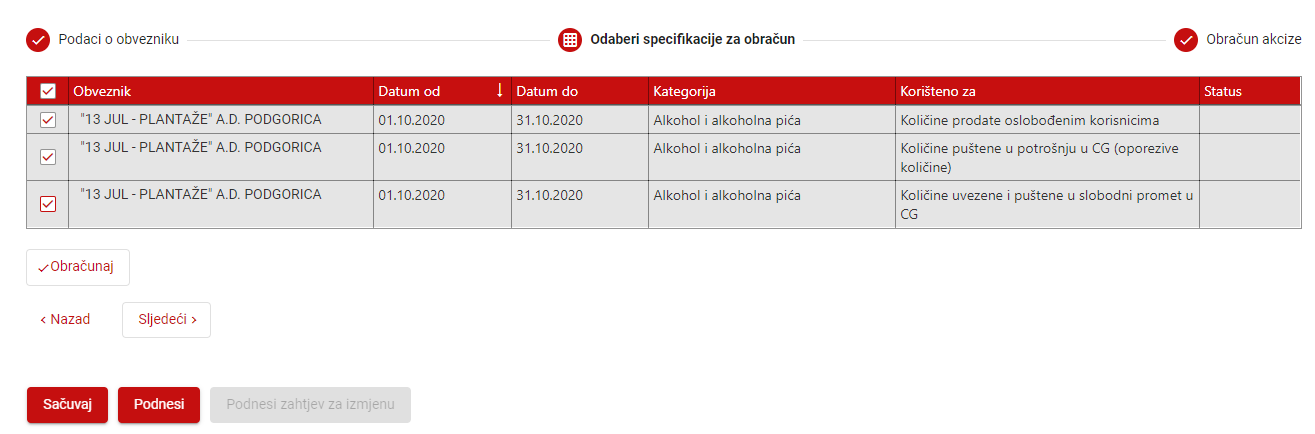 Podaci o obvezniku
Odaberi specifikacije za obračun
Obračun akcize
Obveznik Datum od Datum do Kategorija Korišteno za Status
"13 JUL - PLANTAŽE" A.D. PODGORICA 01.10.2020 31.10.2020 Alkohol i alkoholna pića Količine prodate oslobođenim korisnicima
"13 JUL - PLANTAŽE" A.D. PODGORICA 01.10.2020 31.10.2020 Alkohol i alkoholna pića Količine puštene u potrošnju u CG (oporezive
količine)
"13 JUL - PLANTAŽE" A.D. PODGORICA 01.10.2020 31.10.2020 Alkohol i alkoholna pića Količine uvezene i puštene u slobodni promet u
CG
Obračunaj
Nazad
Sljedeći
Sačuvaj
Podnesi
Podnesi zahtjev za izmjenu